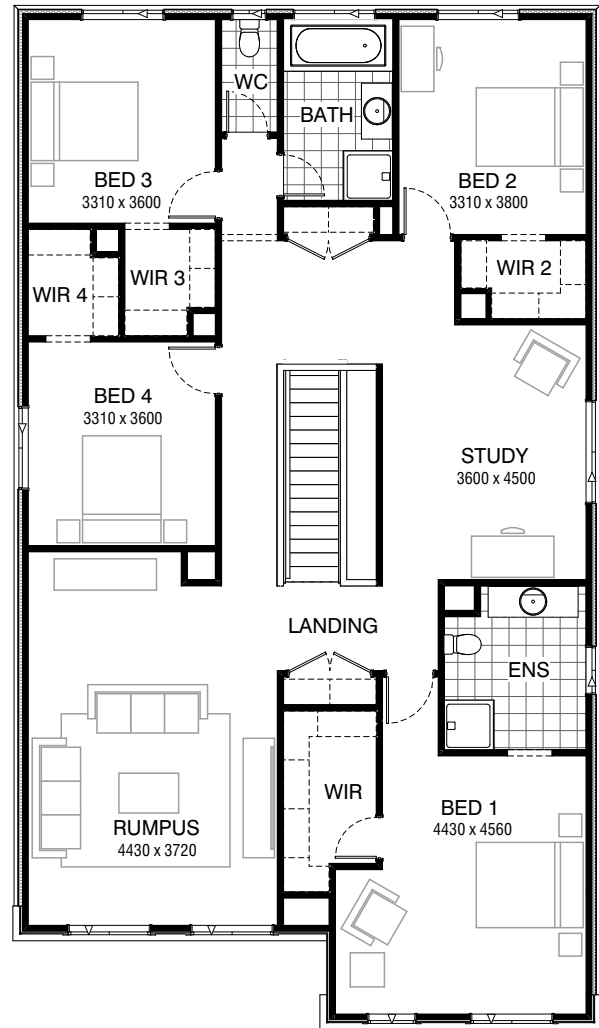 WC
BATH
BED 3
3310 x 3600
BED 2
3310 x 3800
WIR 4
WIR 3
WIR 2
BED 4
3310 x 3600
STUDY
3600 x 4500
LANDING
ENS
WIR
BED 1
4430 x 4560
RUMPUS
4430 x 3720